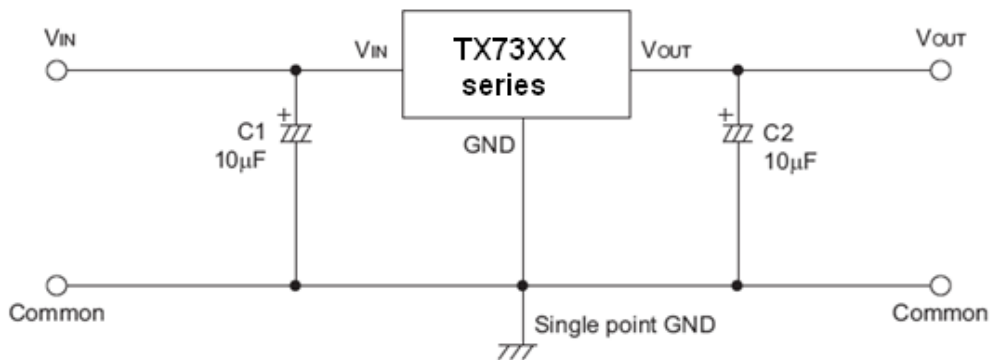 VIN
VIN
TX73XX
series
VOUT
VOUT
+
C1
10µF
GND
+
C2
10µF
Common
Single point GND
Common